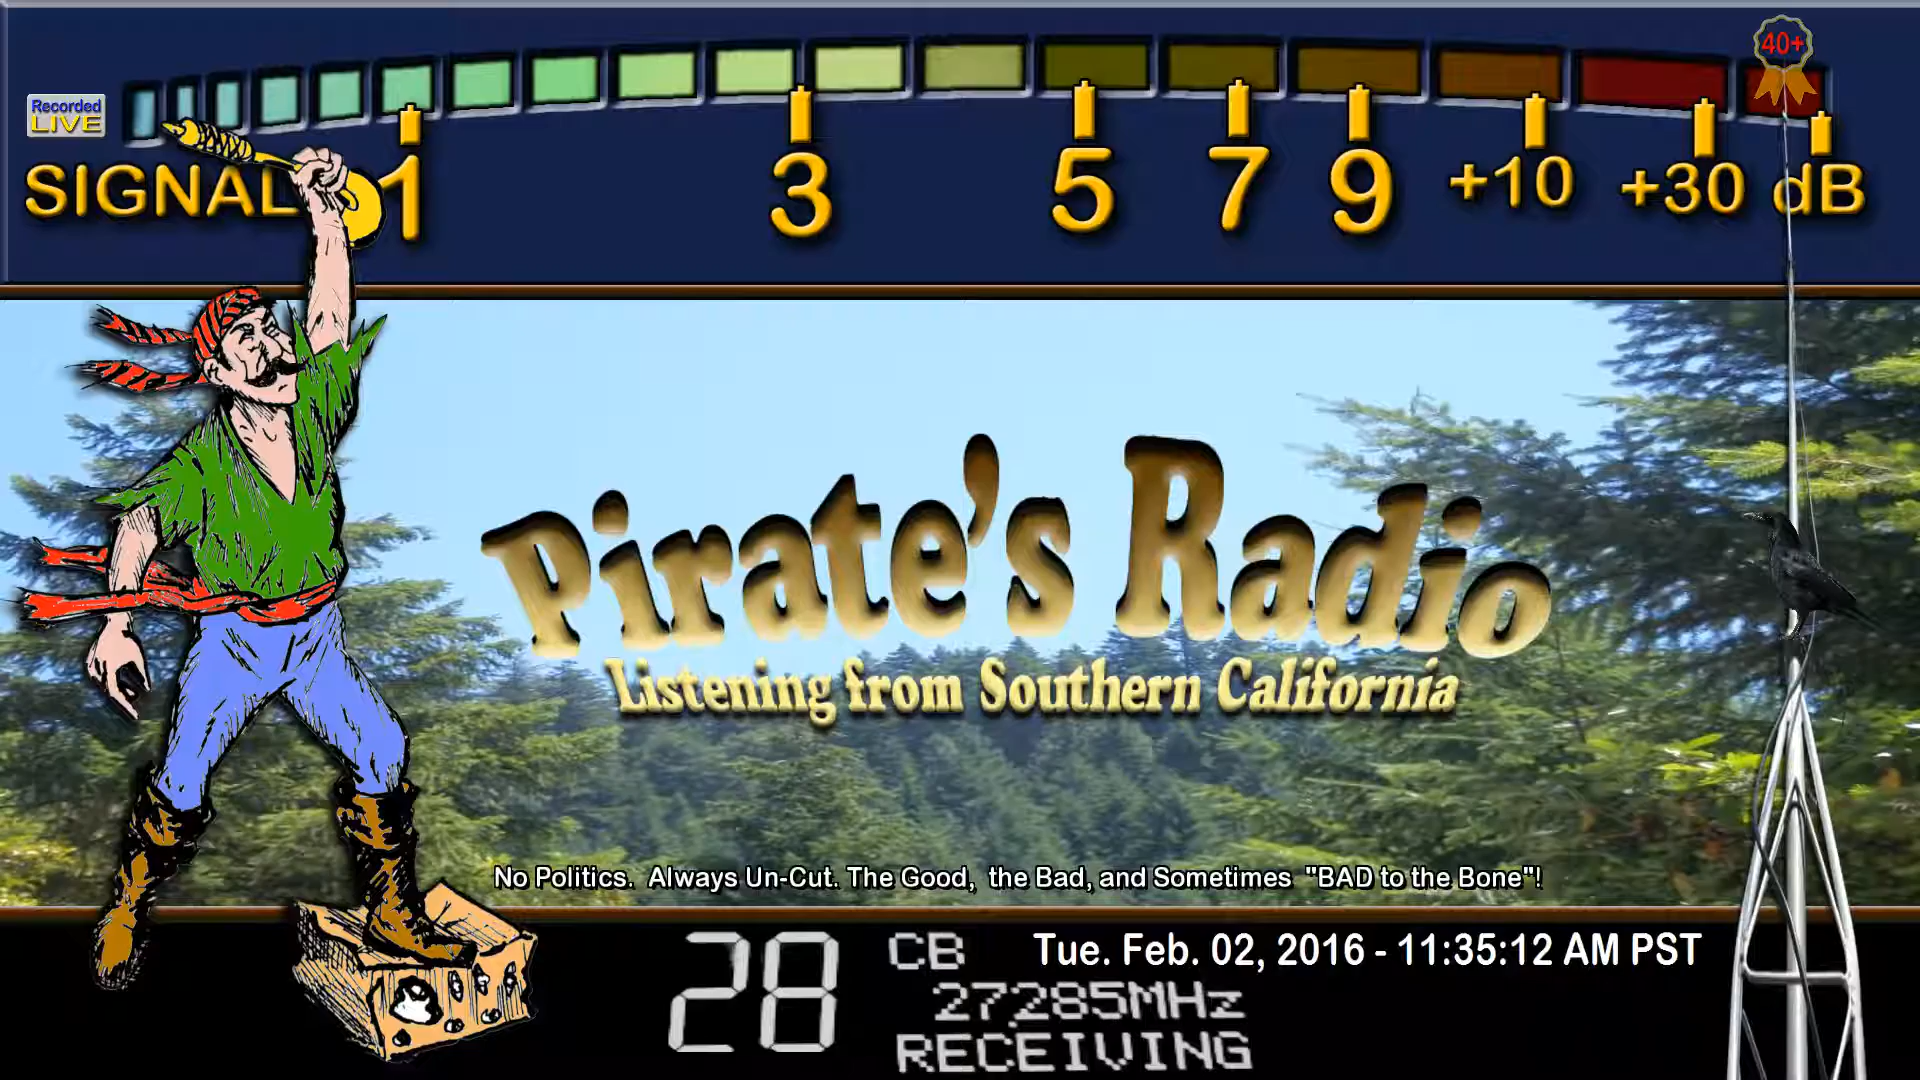 40+
Recorded
LIVE
SIGNAL 1 3 5 7 9 +10 +30 dB
Pirate's Radio
Listening from Southern California
No Politics. Always Un-Cut. The Good, the Bad, and Sometimes "BAD to the Bone"!
28 CB Tue. Feb. 02, 2016 - 11:35:12 AM PST
27.285MHz
RECEIVING